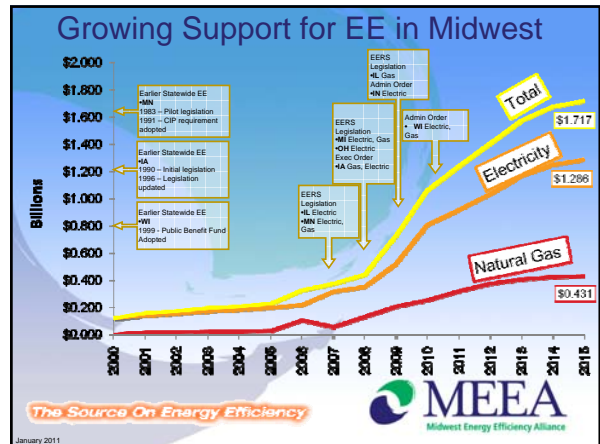 Growing Support for EE in Midwest
$2.000
$1.800
$1.600
$1.400
$1.200
$1.000
$0.800
$0.600
$0.400
$0.200
$0.000
Billions
Earlier Statewide EE
•MN
1983 – Pilot legislation
1991 – CIP requirement
adopted
Earlier Statewide EE
•IA
1990 – Initial legislation
1996 – Legislation
updated
Earlier Statewide EE
•WI
1999 - Public Benefit Fund
Adopted
EERS
Legislation
•IL Electric
•MN Electric,
Gas
EERS
Legislation
•MI Electric, Gas
•OH Electric
Exec Order
•IA Gas, Electric
EERS
Legislation
•IL Gas
Admin Order
•IN Electric
Admin Order
• WI Electric,
Gas
Total
$1.717
Electricity
$1.286
Natural Gas
$0.431
2000
2001
2002
2003
2004
2005
2006
2007
2008
2009
2010
2011
2012
2013
2014
2015
The Source On Energy Efficiency
MEEA
Midwest Energy Efficiency Alliance
January 2011